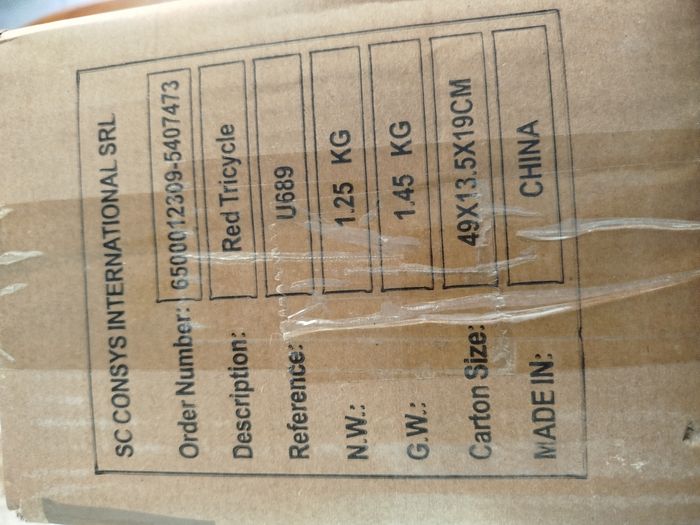 SC CONSYS INTERNATIONAL SRL
Order Number: 6500012309-5407473
Description: Red Tricycle
Reference: U689
N.W.: 1.25 KG
G.W.: 1.45 KG
Carton Size: 49X13.5X19CM
MADE IN: CHINA